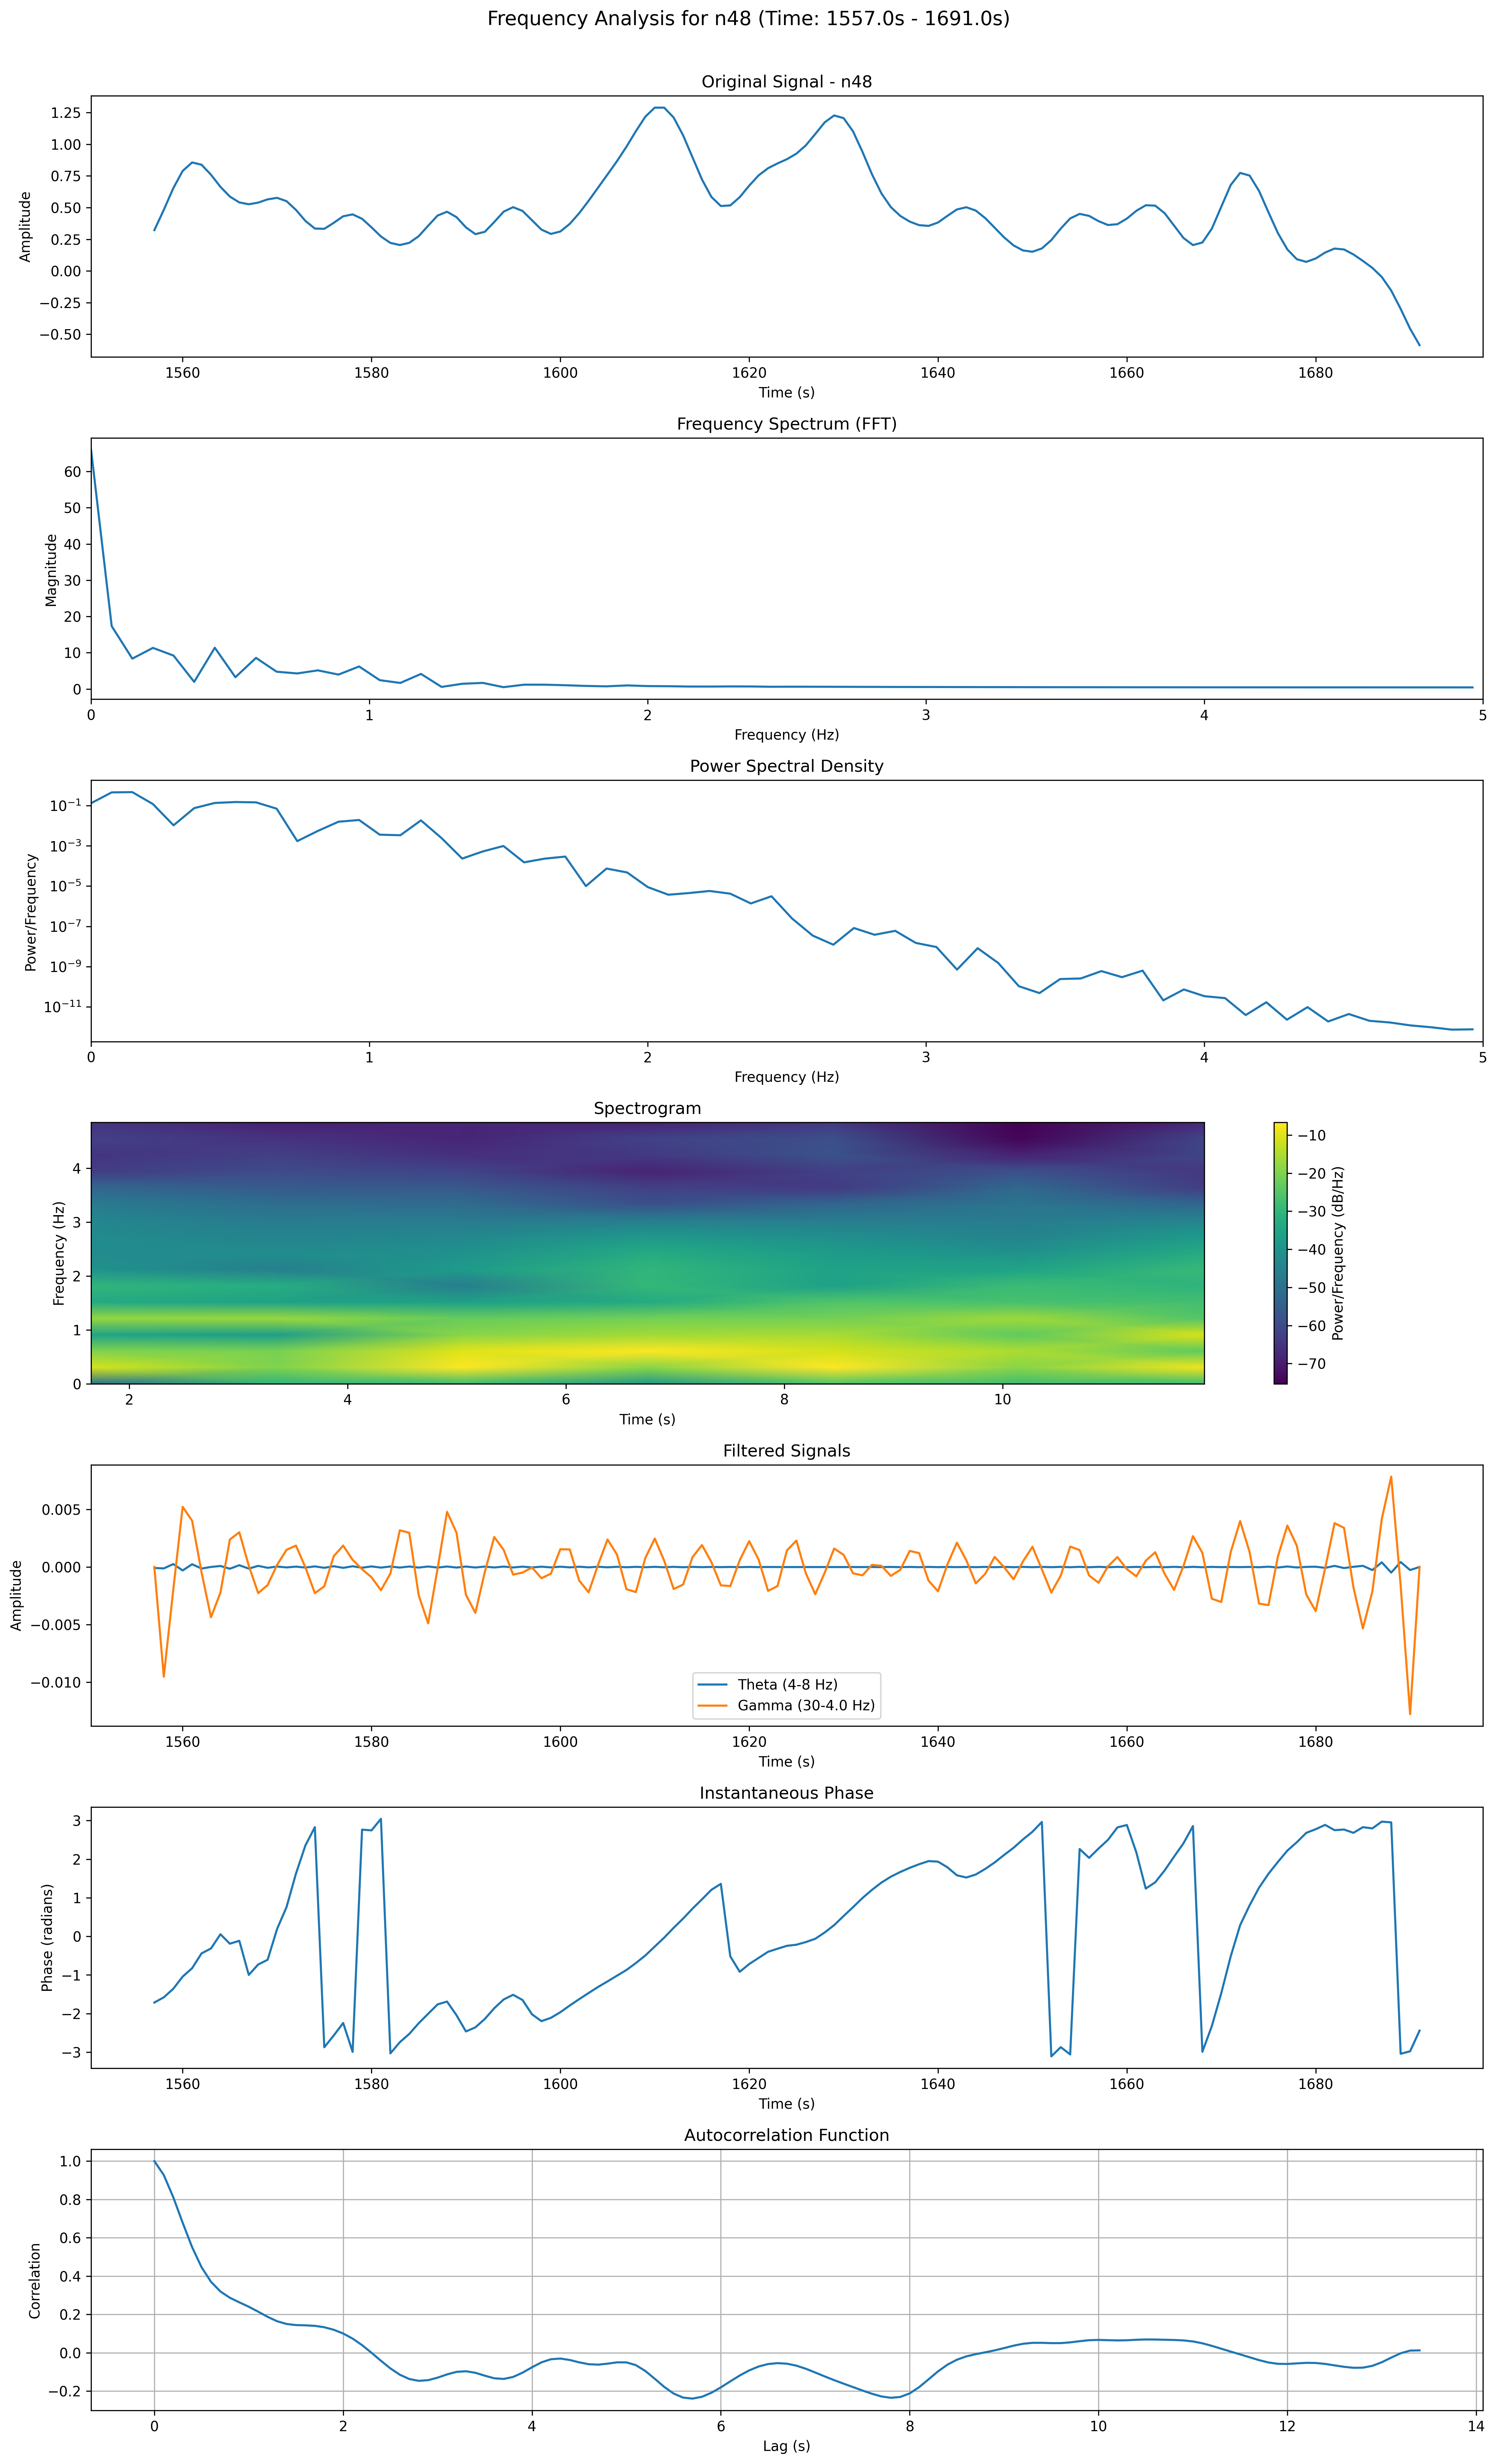 Frequency Analysis for n48 (Time: 1557.0s - 1691.0s)
Original Signal - n48
Amplitude
1.25
1.00
0.75
0.50
0.25
0.00
−0.25
−0.50
1560 1580 1600 1620 1640 1660 1680
Time (s)
Frequency Spectrum (FFT)
Magnitude
60
50
40
30
20
10
0
0 1 2 3 4 5
Frequency (Hz)
Power Spectral Density
Power/Frequency
10⁻¹
10⁻³
10⁻⁵
10⁻⁷
10⁻⁹
10⁻¹¹
0 1 2 3 4 5
Frequency (Hz)
Spectrogram
Frequency (Hz)
4
3
2
1
0
2 4 6 8 10
Time (s)
−10
−20
−30
−40
−50
−60
−70
Power/Frequency (dB/Hz)
Filtered Signals
Amplitude
0.005
0.000
−0.005
−0.010
Theta (4-8 Hz)
Gamma (30-4.0 Hz)
1560 1580 1600 1620 1640 1660 1680
Time (s)
Instantaneous Phase
Phase (radians)
3
2
1
0
−1
−2
−3
1560 1580 1600 1620 1640 1660 1680
Time (s)
Autocorrelation Function
Correlation
1.0
0.8
0.6
0.4
0.2
0.0
−0.2
0 2 4 6 8 10 12 14
Lag (s)